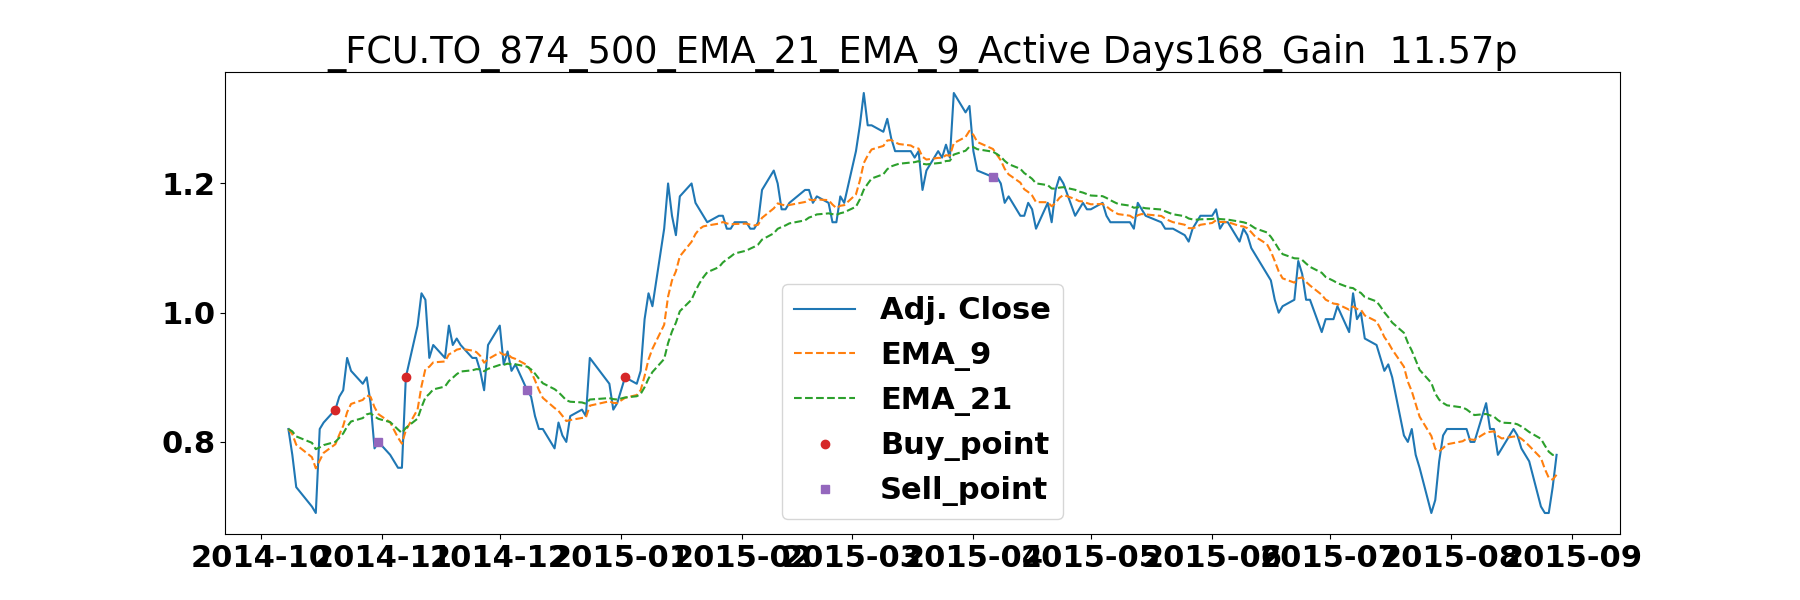 _FCU.TO_874_500_EMA_21_EMA_9_Active Days168_Gain  11.57p
1.2
1.0
0.8
Adj. Close
EMA_9
EMA_21
Buy_point
Sell_point
2014-10 2014-11 2014-12 2015-01 2015-02 2015-03 2015-04 2015-05 2015-06 2015-07 2015-08 2015-09